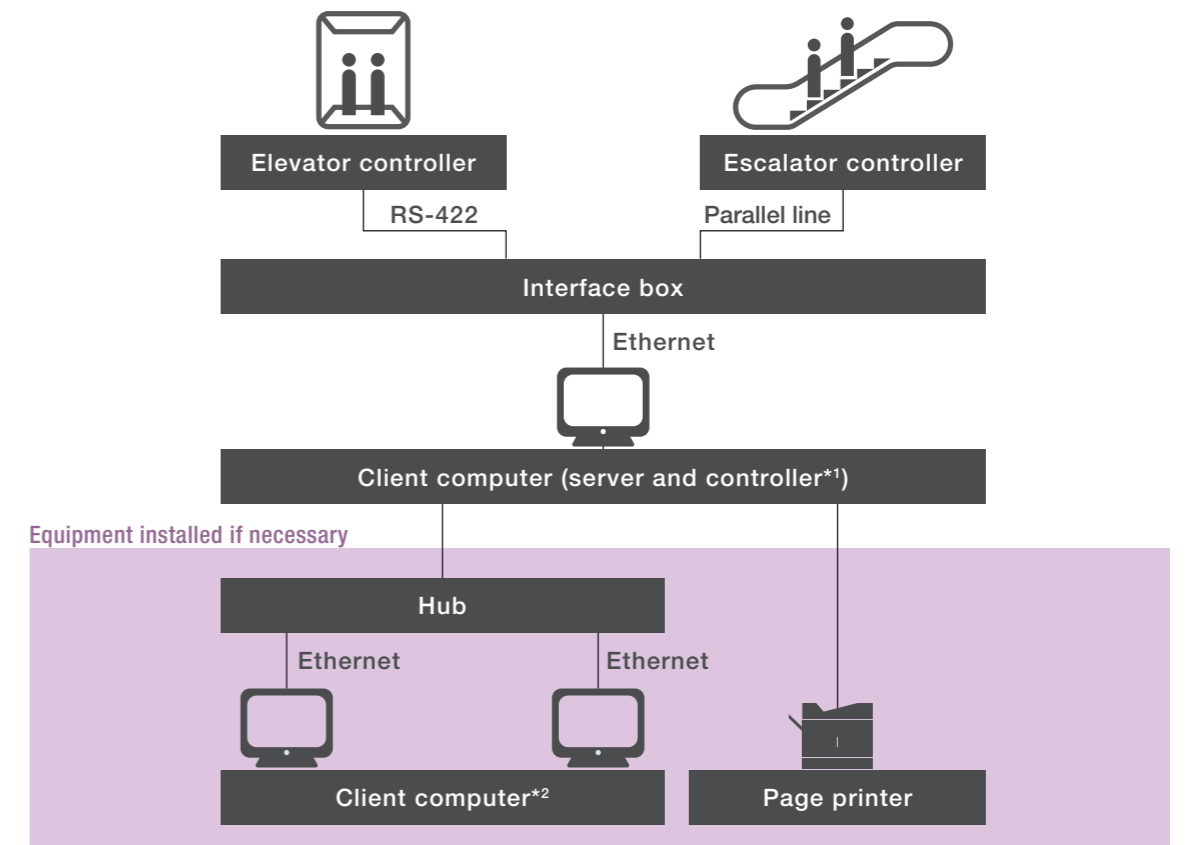 Elevator controller
Escalator controller
RS-422
Parallel line
Interface box
Ethernet
Client computer (server and controller*1)
Equipment installed if necessary
Hub
Ethernet
Ethernet
Client computer*2
Page printer